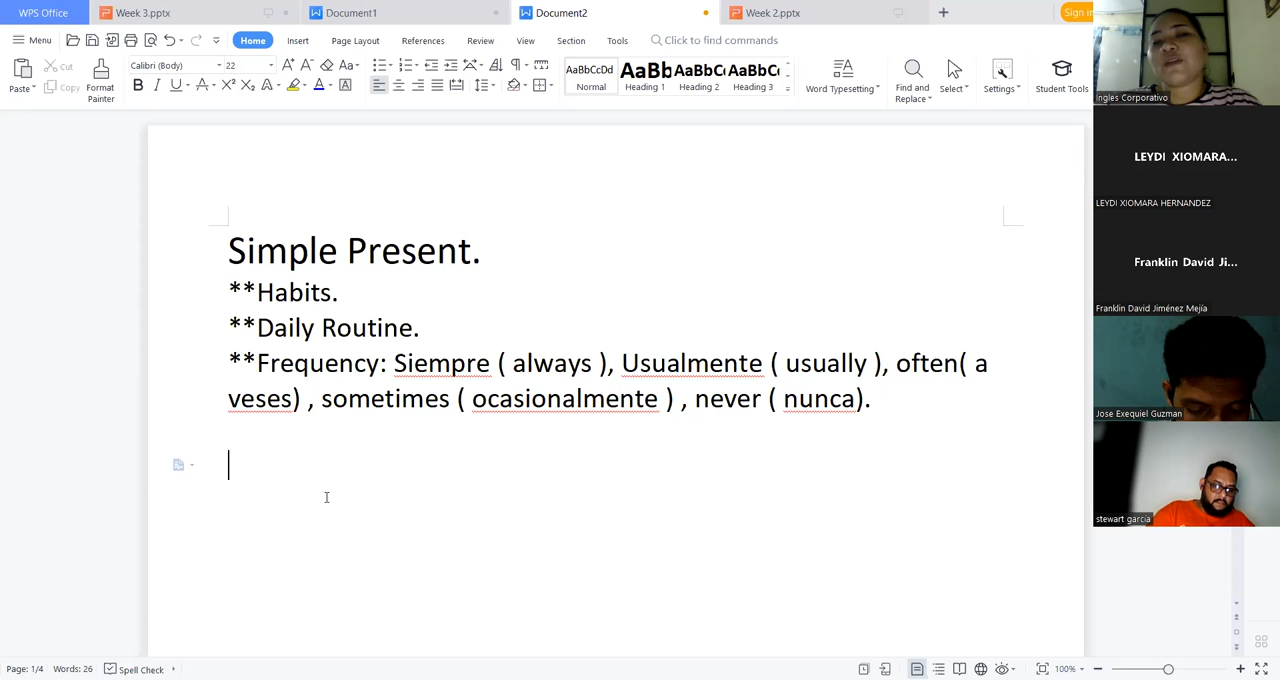 WPS Office Week 3.pptx Document1 Document2 Week 2.pptx Sign in
Menu Home Insert Page Layout References Review View Section Tools Click to find commands
Paste Cut Copy Format Painter Calibri (Body) 22 AaBbCcDd Normal AaBb Heading 1 AaBbC Heading 2 AaBbC Heading 3 Word Typesetting Find and Replace Select Settings Student Tools
Simple Present.
**Habits.
**Daily Routine.
**Frequency: Siempre ( always ), Usualmente ( usually ), often( a
veses) , sometimes ( ocasionalmente ) , never ( nunca).
Ingles Corporativo
LEYDI XIOMARA...
LEYDI XIOMARA HERNANDEZ
Franklin David Ji...
Franklin David Jiménez Mejía
Jose Exequiel Guzman
stewart garcia
Page: 1/4 Words: 26 Spell Check 100%